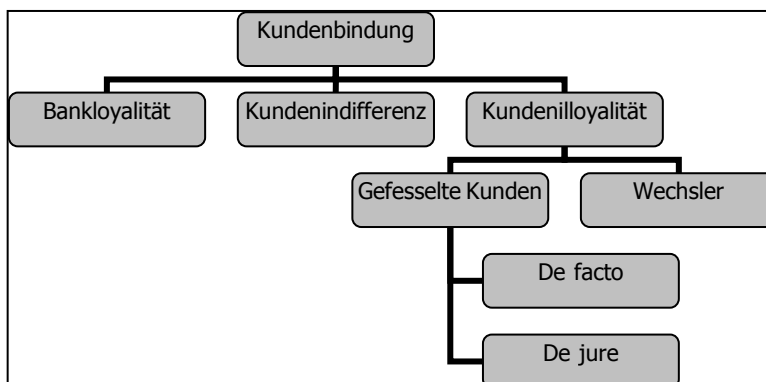 Kundenbindung
Bankloyalität
Kundenindifferenz
Kundenilloyalität
Gefesselte Kunden
Wechsler
De facto
De jure